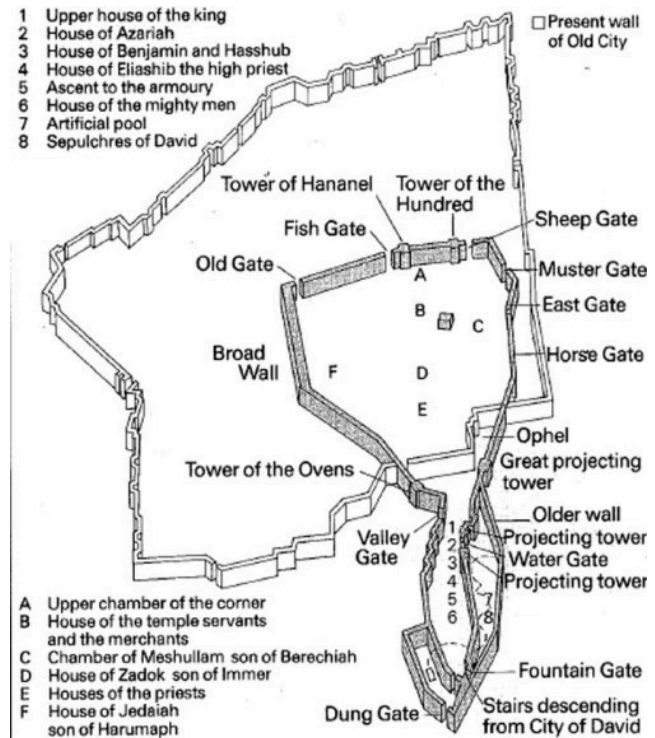 1 Upper house of the king
2 House of Azariah
3 House of Benjamin and Hasshub
4 House of Eliashib the high priest
5 Ascent to the armoury
6 House of the mighty men
7 Artificial pool
8 Sepulchres of David
Present wall
of Old City
Tower of Hananel
Tower of the
Hundred
Fish Gate
Sheep Gate
Old Gate
Muster Gate
A
East Gate
B
C
Broad
Wall
Horse Gate
F
D
E
Ophel
Tower of the Ovens
Great projecting
tower
Valley
Gate
Older wall
1
Projecting tower
2
Water Gate
3
Projecting tower
4
5
7
6
8
A Upper chamber of the corner
B House of the temple servants
and the merchants
C Chamber of Meshullam son of Berechiah
D House of Zadok son of Immer
E Houses of the priests
F House of Jedaiah
son of Harumaph
Fountain Gate
Dung Gate
Stairs descending
from City of David